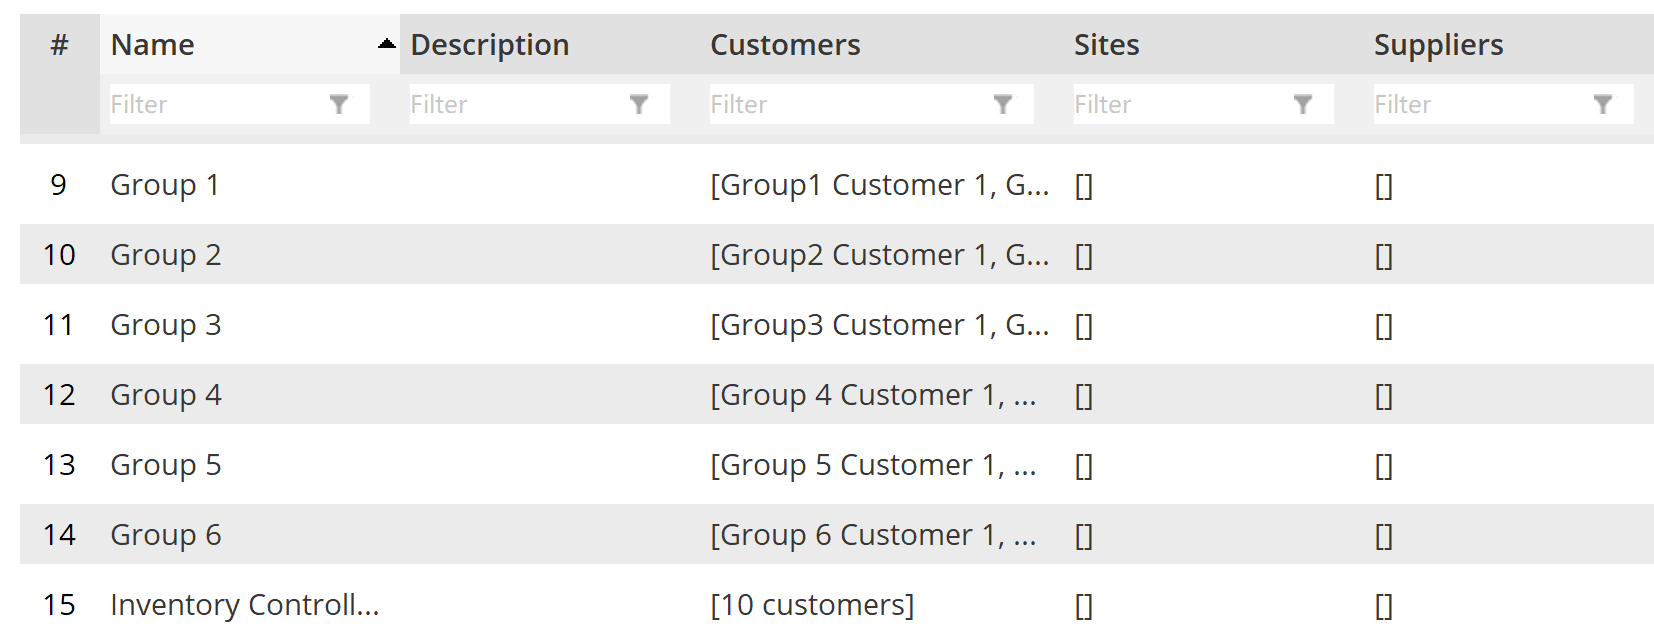 # Name Description Customers Sites Suppliers
Filter Filter Filter Filter Filter
9 Group 1 [Group1 Customer 1, G... [] []
10 Group 2 [Group2 Customer 1, G... [] []
11 Group 3 [Group3 Customer 1, G... [] []
12 Group 4 [Group 4 Customer 1, ... [] []
13 Group 5 [Group 5 Customer 1, ... [] []
14 Group 6 [Group 6 Customer 1, ... [] []
15 Inventory Controll... [10 customers] [] []